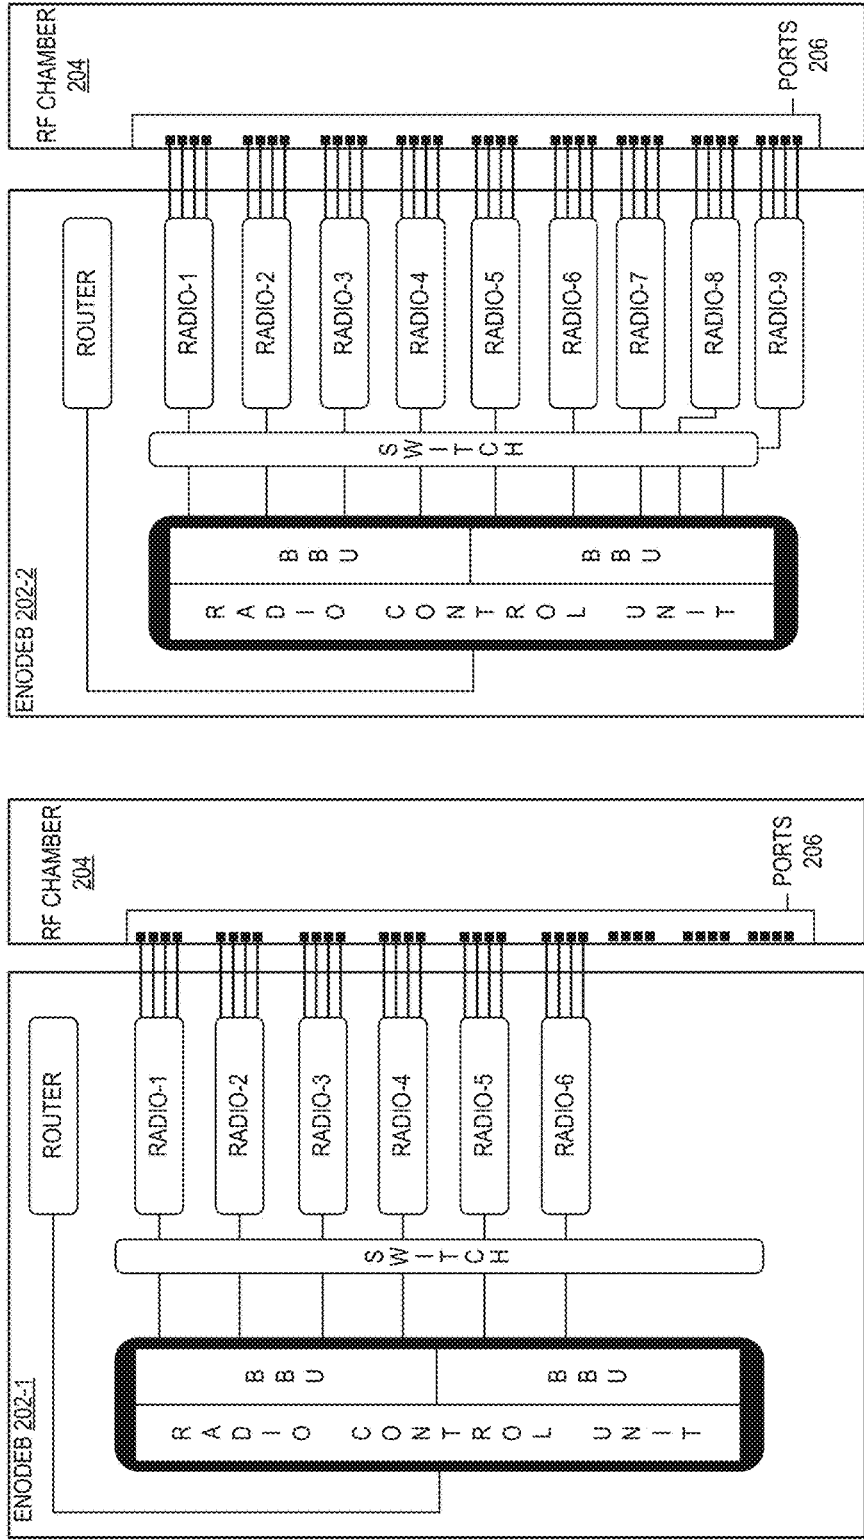 ENODEB 202-1
ROUTER
RADIO CONTROL UNIT
BBU
BBU
SWITCH
RADIO-1
RADIO-2
RADIO-3
RADIO-4
RADIO-5
RADIO-6
RF CHAMBER
204
PORTS
206
ENODEB 202-2
ROUTER
RADIO CONTROL UNIT
BBU
BBU
SWITCH
RADIO-1
RADIO-2
RADIO-3
RADIO-4
RADIO-5
RADIO-6
RADIO-7
RADIO-8
RADIO-9
RF CHAMBER
204
PORTS
206